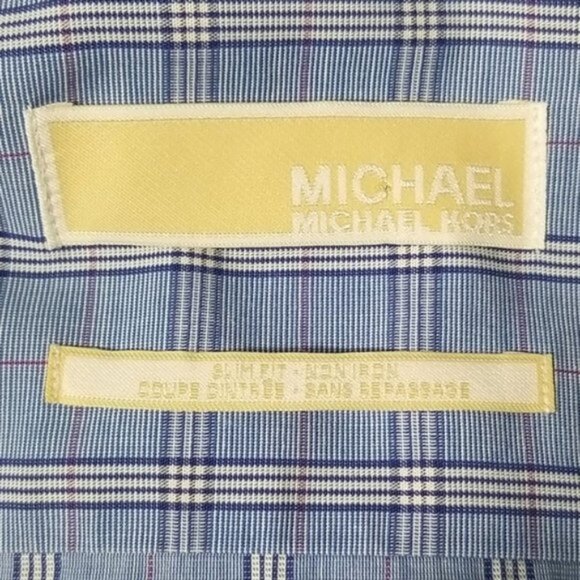 MICHAEL
MICHAEL KORS
SLIM FIT · NON IRON
COUPE CINTRÉE · SANS REPASSAGE